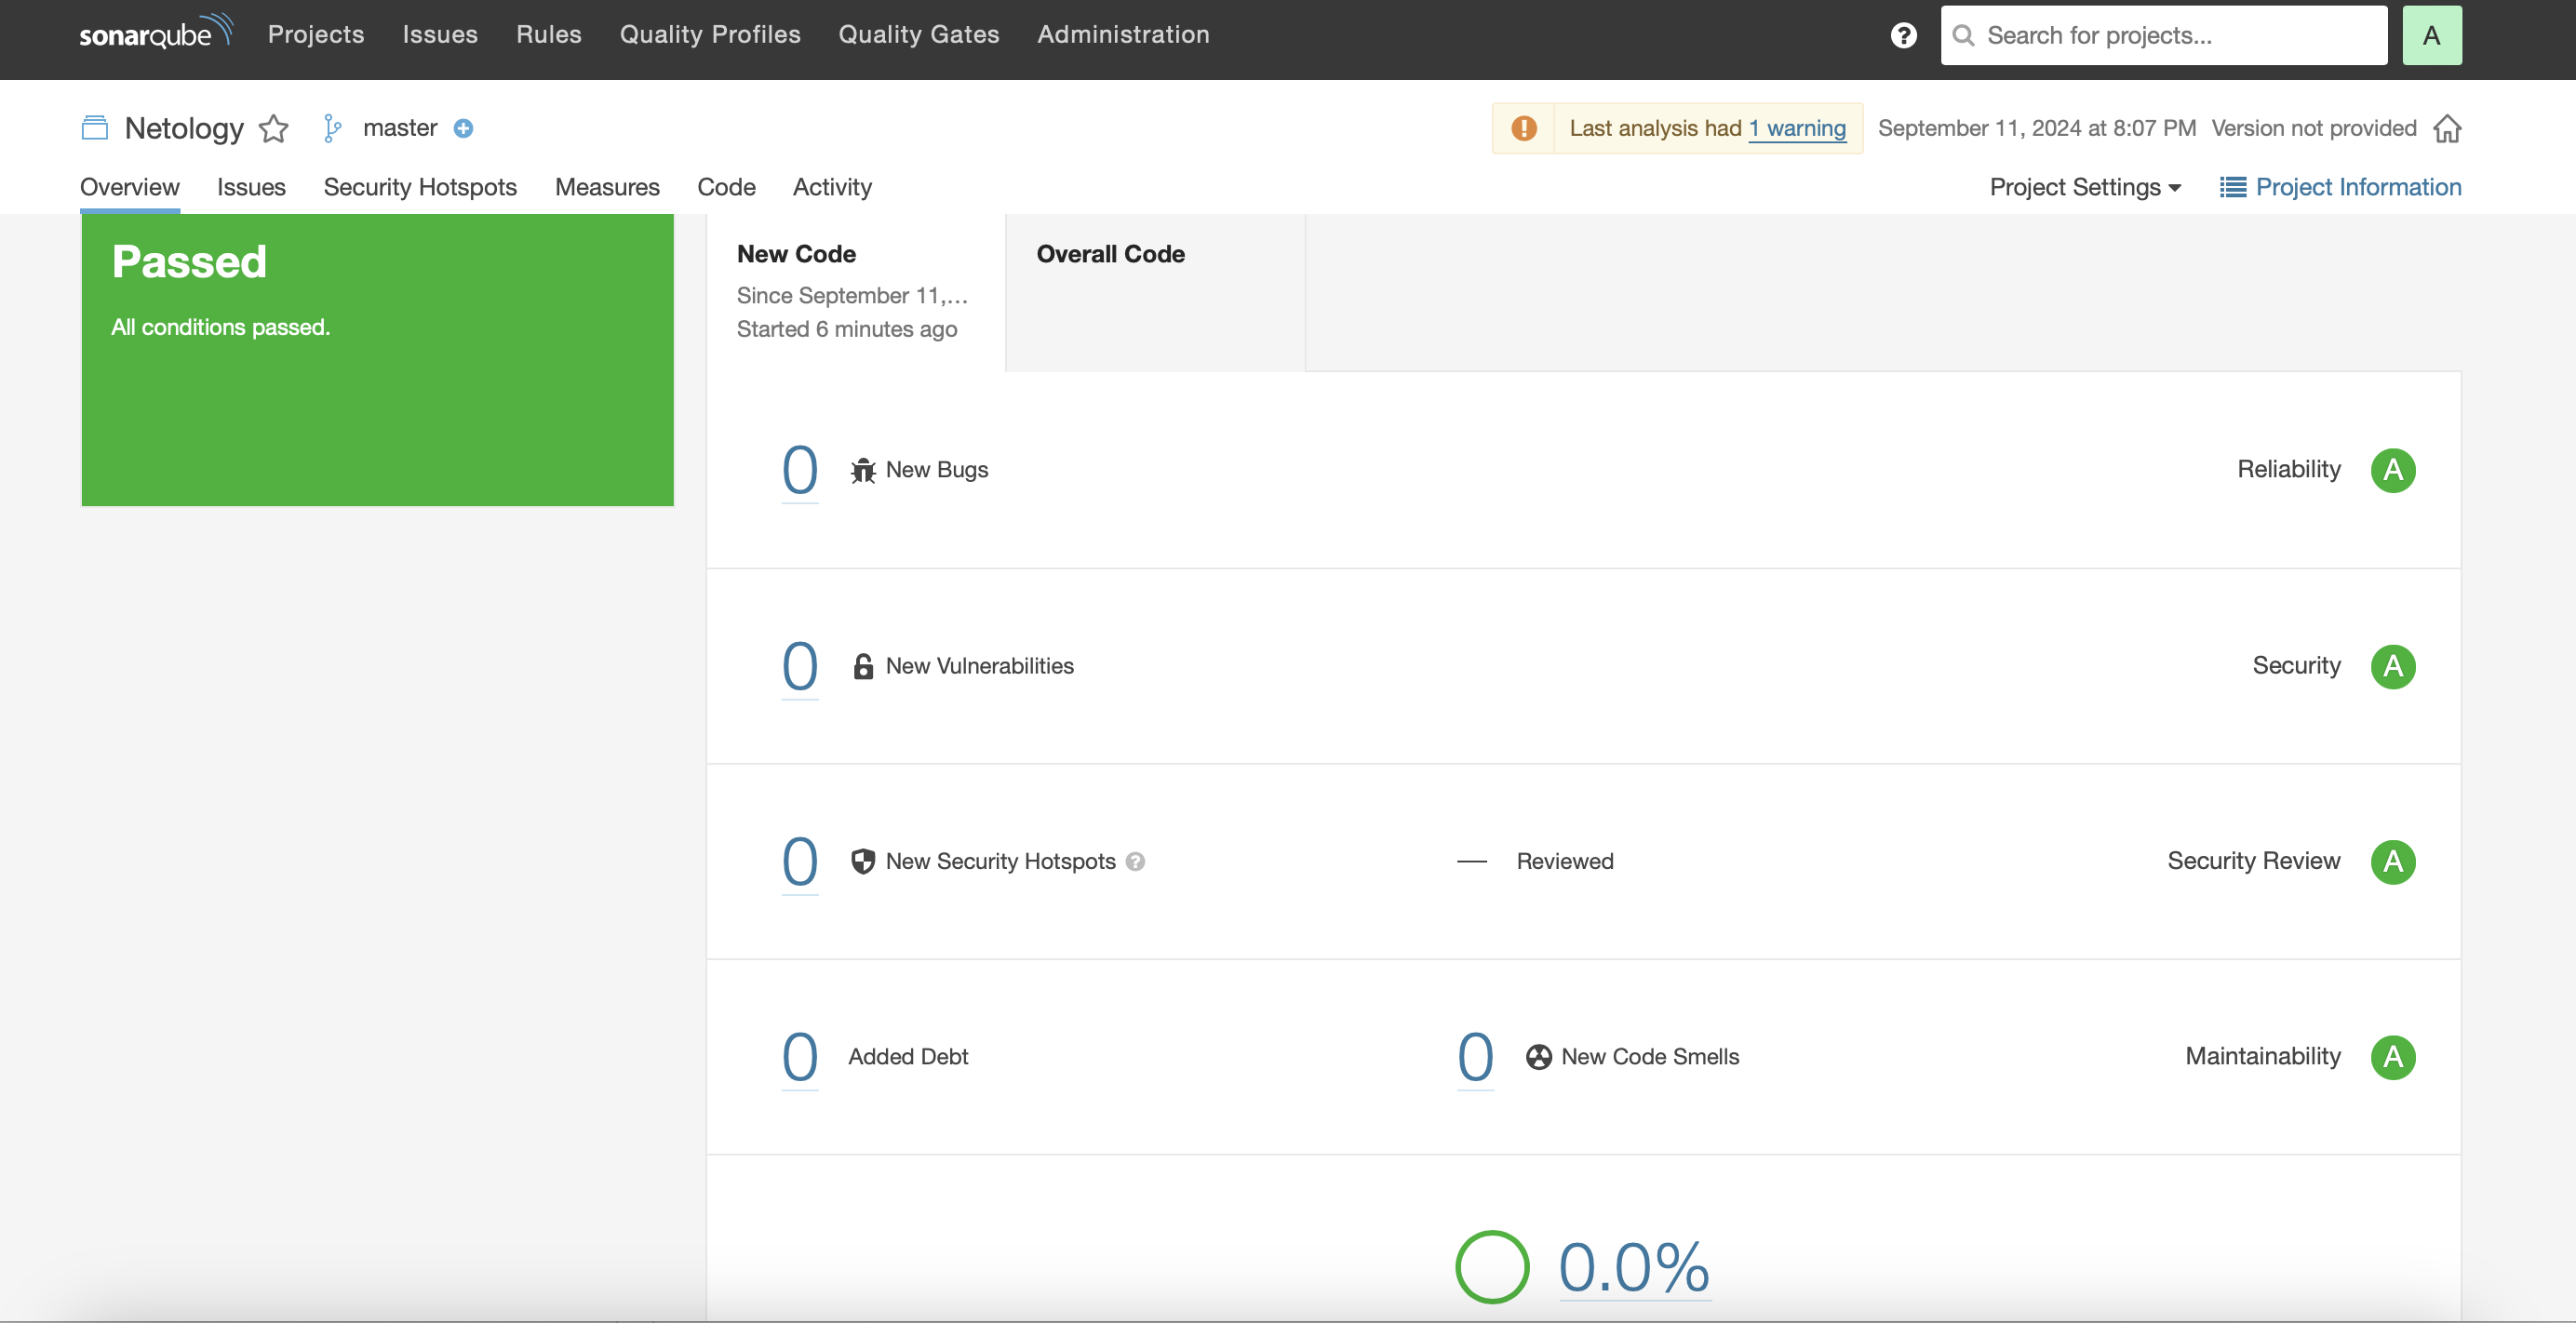 sonarqube Projects Issues Rules Quality Profiles Quality Gates Administration ? Search for projects... A
Netology master Last analysis had 1 warning September 11, 2024 at 8:07 PM Version not provided
Overview Issues Security Hotspots Measures Code Activity Project Settings Project Information
Passed
All conditions passed.
New Code
Since September 11,...
Started 6 minutes ago
Overall Code
0 New Bugs Reliability A
0 New Vulnerabilities Security A
0 New Security Hotspots ? — Reviewed Security Review A
0 Added Debt 0 New Code Smells Maintainability A
0.0%